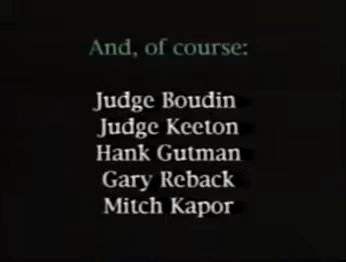 And, of course:
Judge Boudin
Judge Keeton
Hank Gutman
Gary Reback
Mitch Kapor